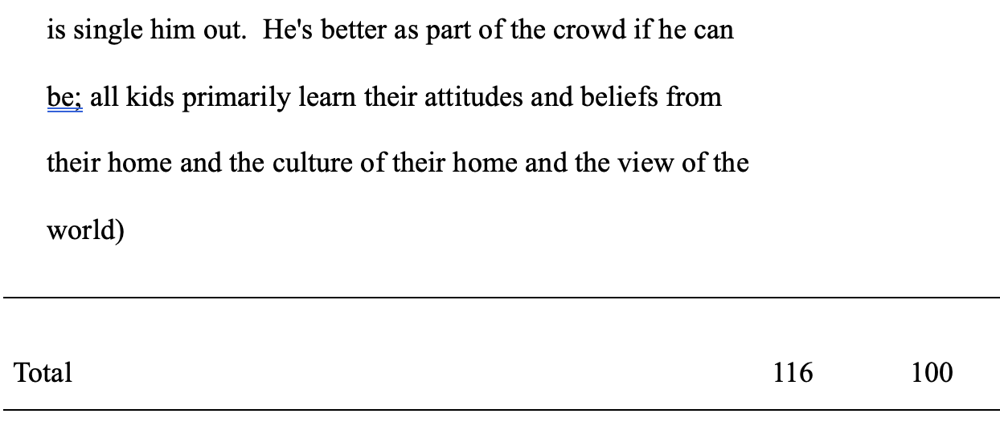 is single him out.  He's better as part of the crowd if he can
be; all kids primarily learn their attitudes and beliefs from
their home and the culture of their home and the view of the
world)
Total 116 100